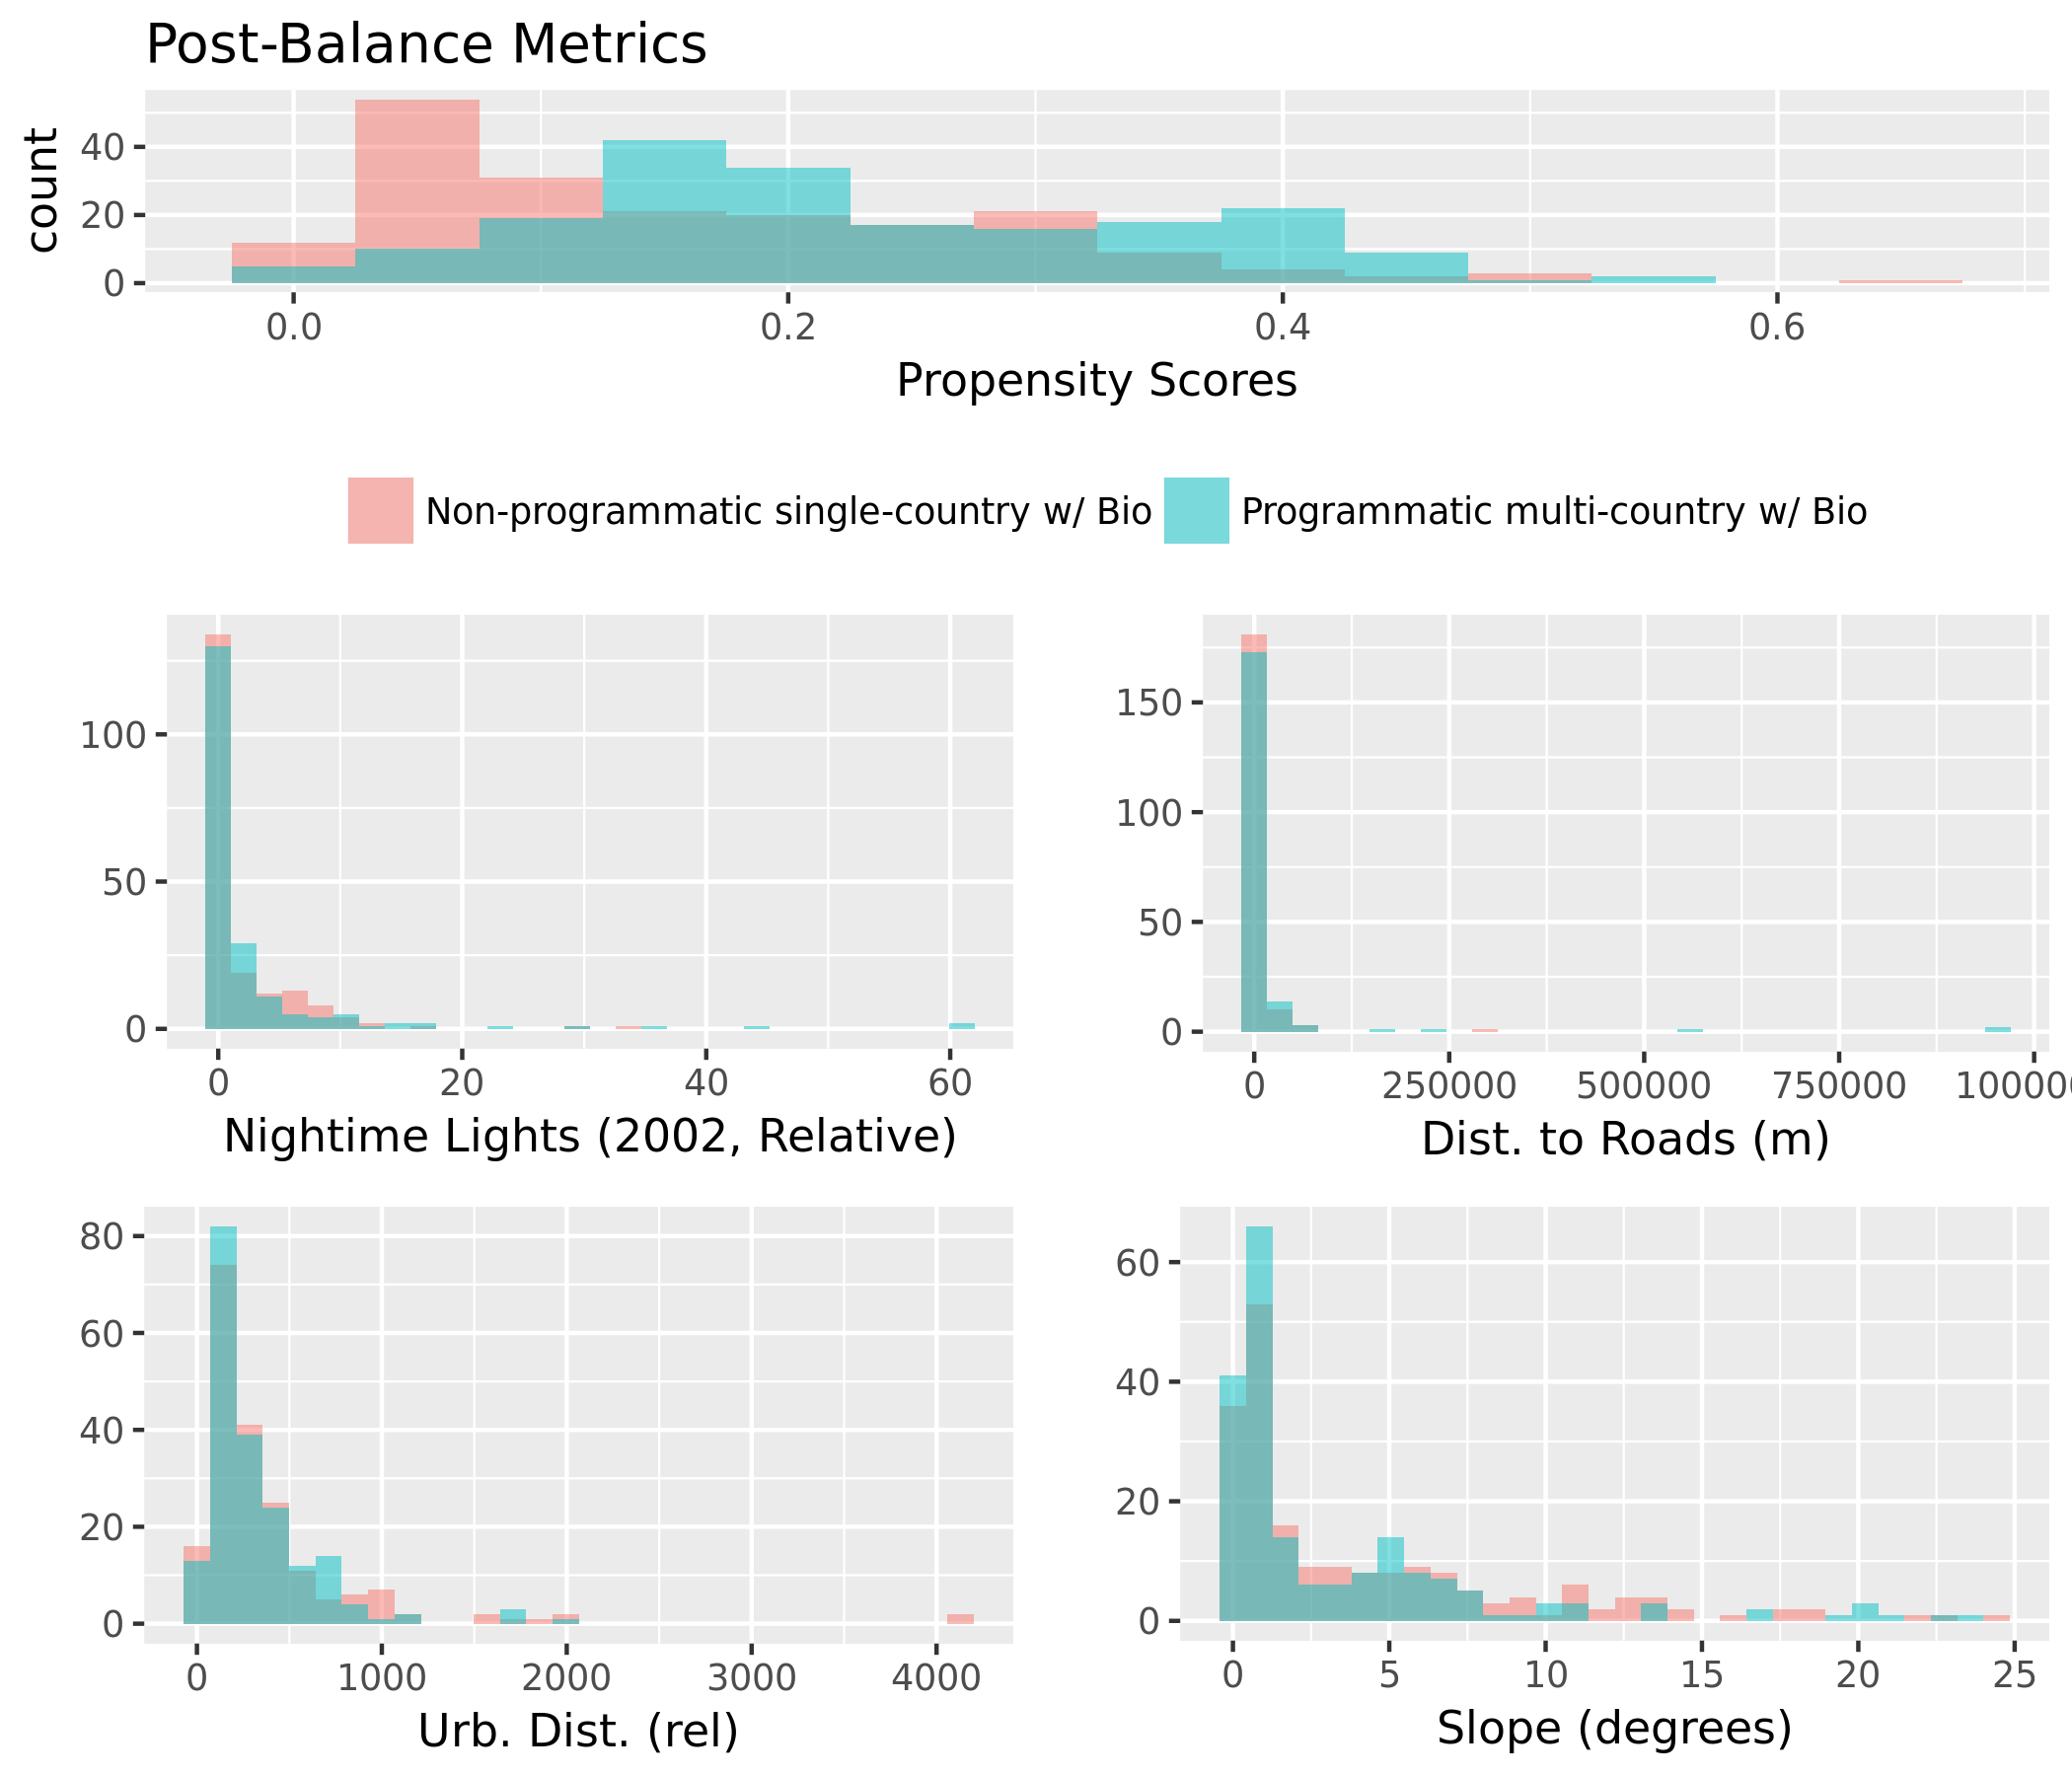 Post-Balance Metrics
count
40
20
0
0.0 0.2 0.4 0.6
Propensity Scores
Non-programmatic single-country w/ Bio Programmatic multi-country w/ Bio
100
50
0
0 20 40 60
Nightime Lights (2002, Relative)
150
100
50
0
0 250000 500000 750000 100000
Dist. to Roads (m)
80
60
40
20
0
0 1000 2000 3000 4000
Urb. Dist. (rel)
60
40
20
0
0 5 10 15 20 25
Slope (degrees)